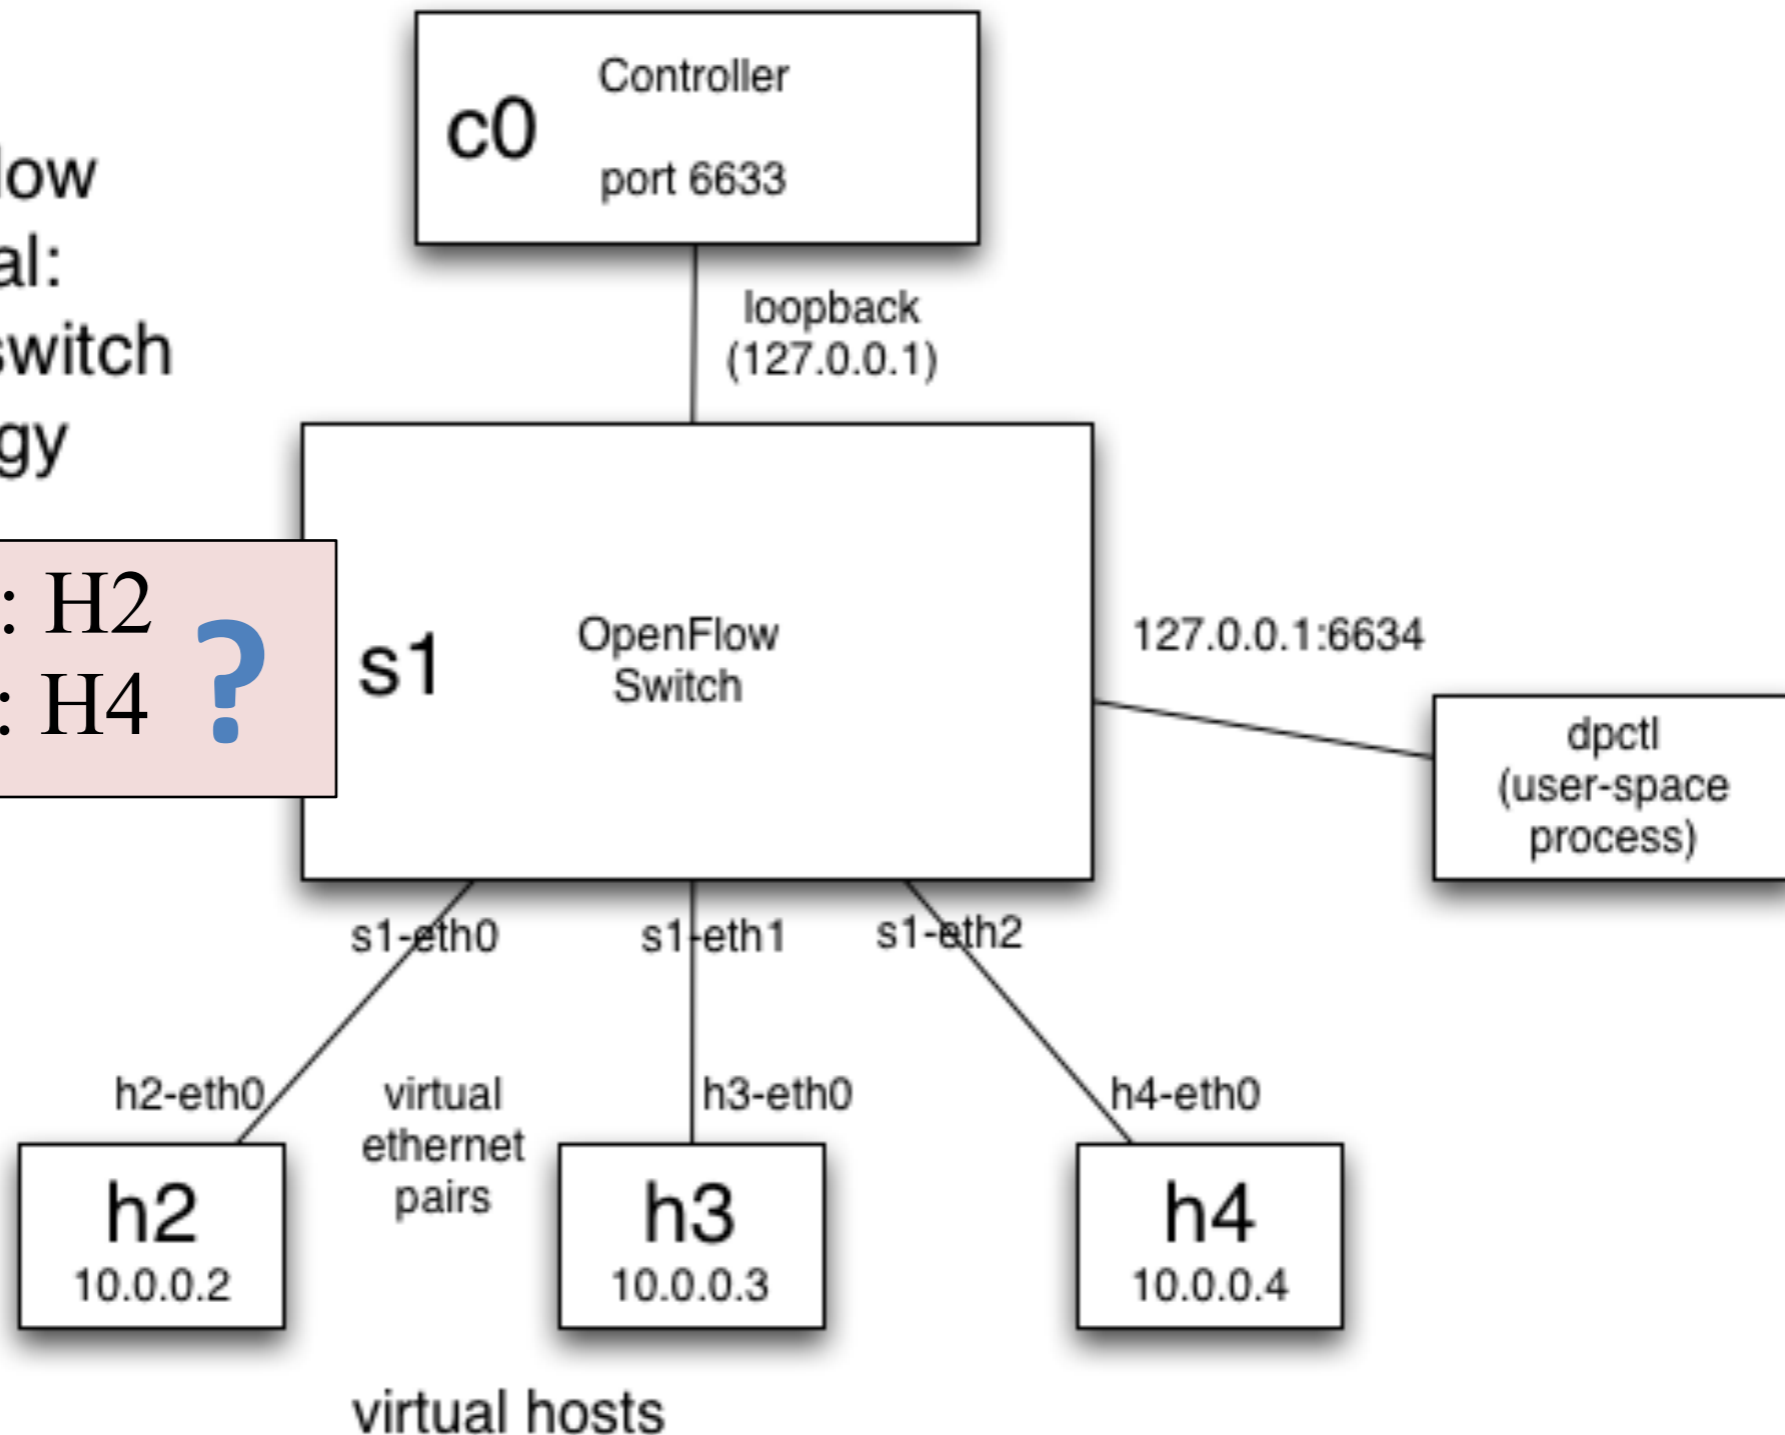 Controller
c0
port 6633
low
al:
switch
gy
loopback
(127.0.0.1)
: H2
: H4
?
s1
OpenFlow
Switch
127.0.0.1:6634
dpctl
(user-space
process)
s1-eth0
s1-eth1
s1-eth2
h2-eth0
virtual
ethernet
pairs
h3-eth0
h4-eth0
h2
10.0.0.2
h3
10.0.0.3
h4
10.0.0.4
virtual hosts